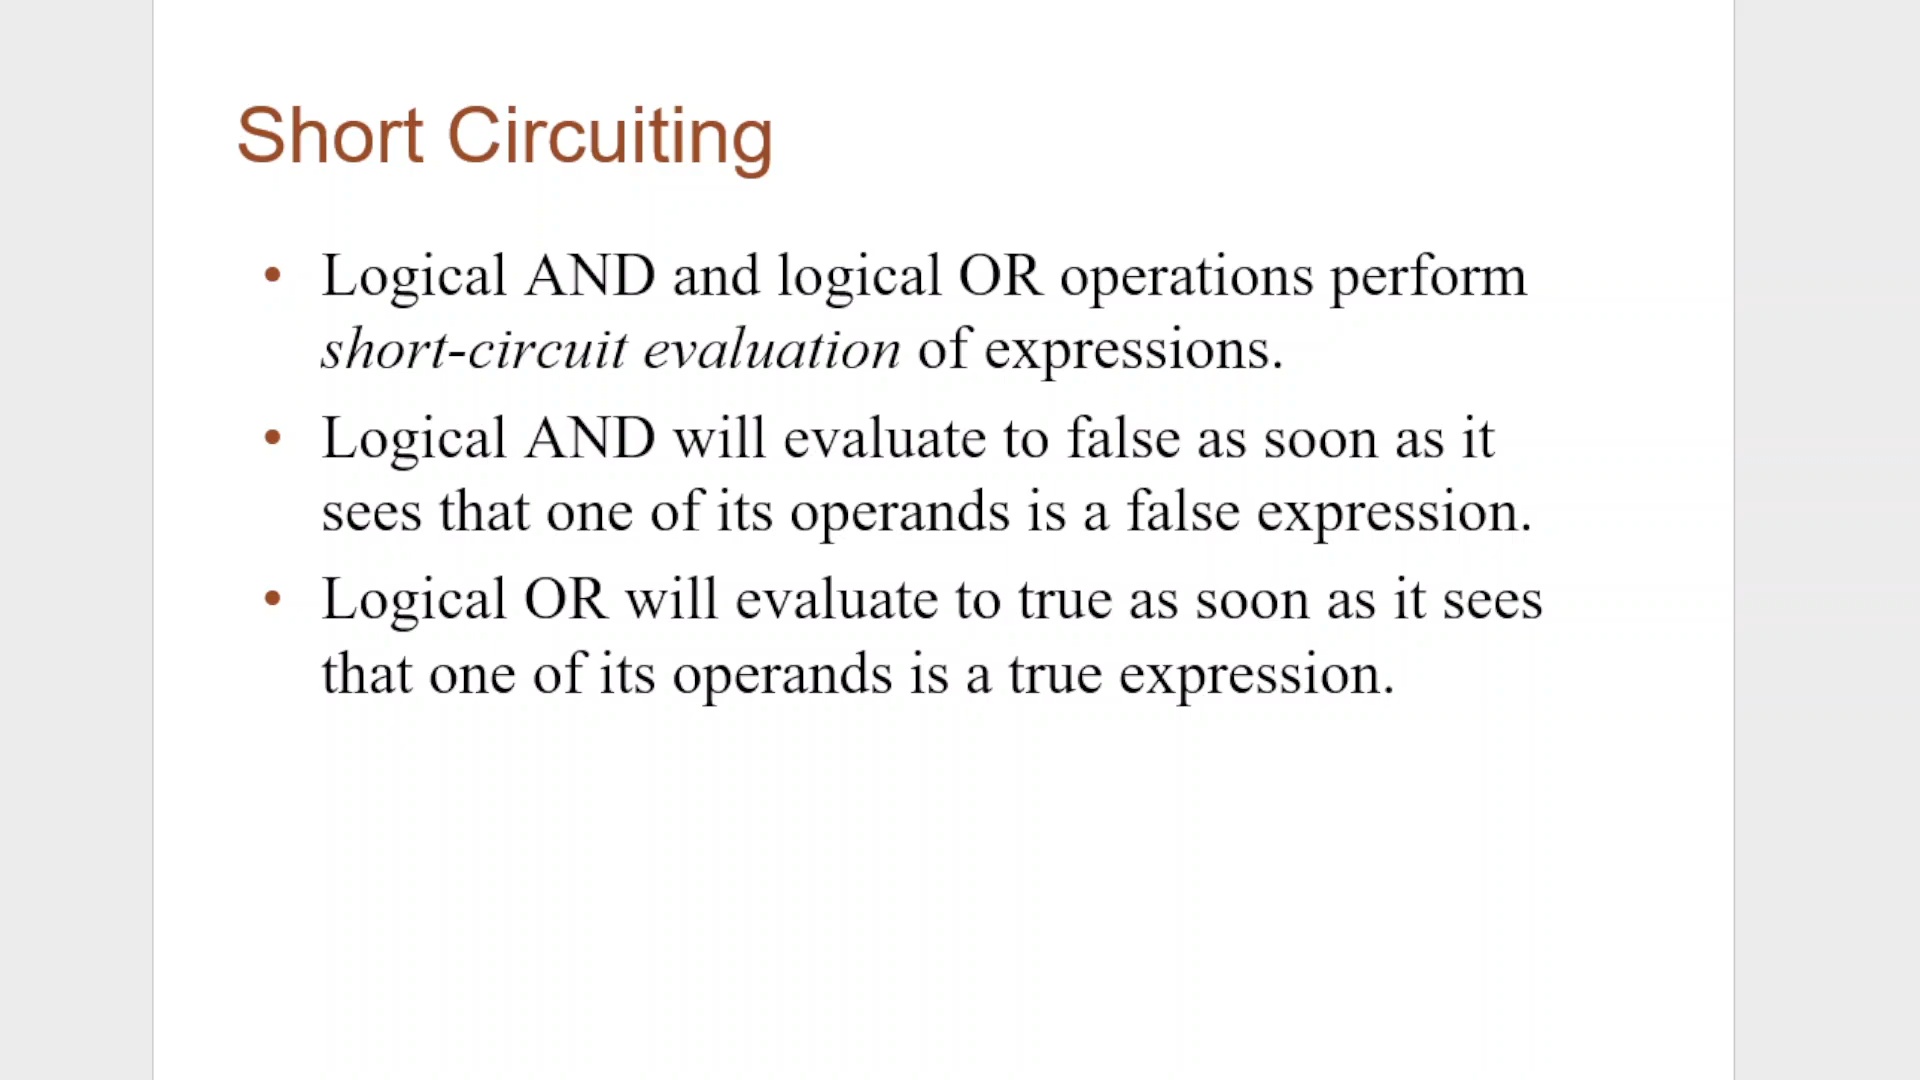 Short Circuiting
• Logical AND and logical OR operations perform
short-circuit evaluation of expressions.
• Logical AND will evaluate to false as soon as it
sees that one of its operands is a false expression.
• Logical OR will evaluate to true as soon as it sees
that one of its operands is a true expression.